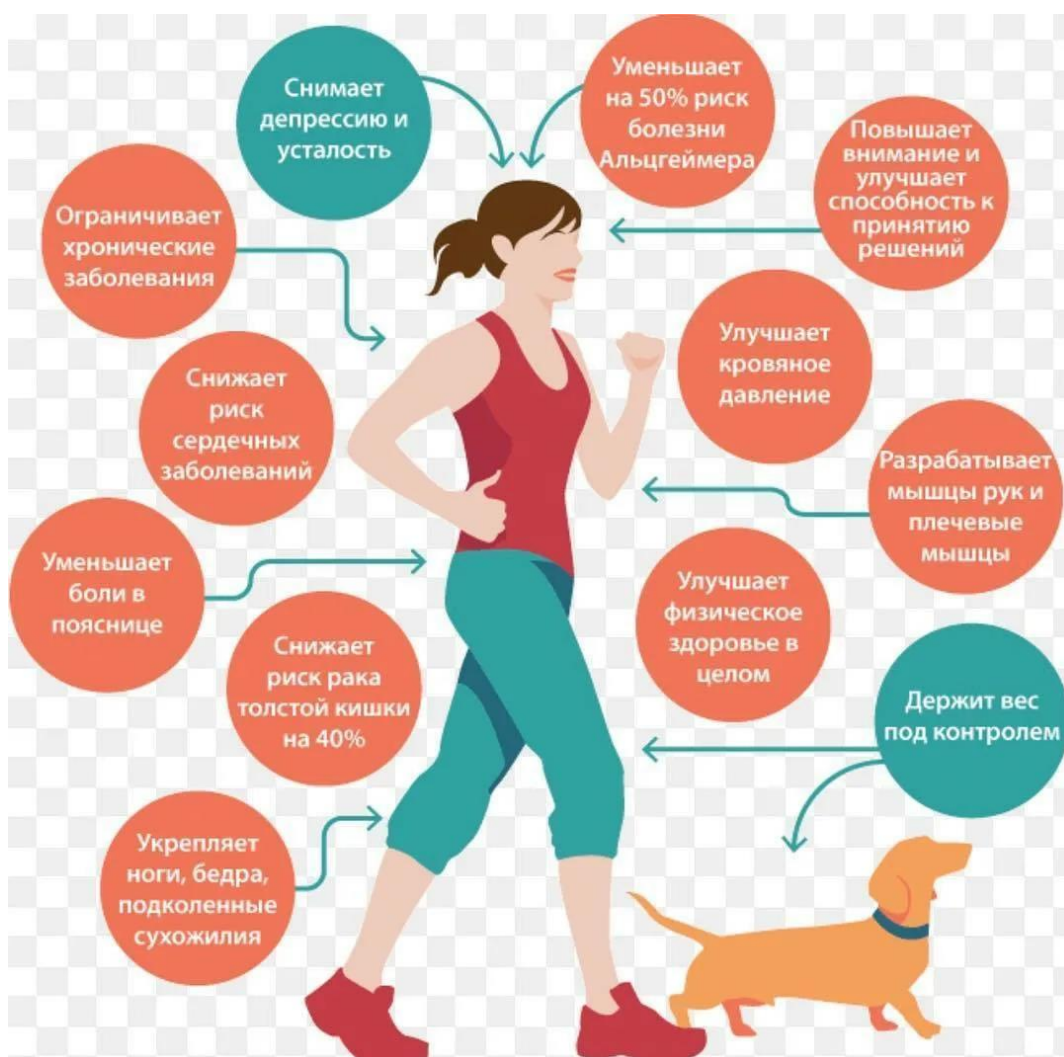 Снимает
депрессию и
усталость
Уменьшает
на 50% риск
болезни
Альцгеймера
Повышает
внимание и
улучшает
способность к
принятию
решений
Ограничивает
хронические
заболевания
Улучшает
кровяное
давление
Снижает
риск
сердечных
заболеваний
Разрабатывает
мышцы рук и
плечевые
мышцы
Уменьшает
боли в
пояснице
Улучшает
физическое
здоровье в
целом
Снижает
риск рака
толстой кишки
на 40%
Держит вес
под контролем
Укрепляет
ноги, бедра,
подколенные
сухожилия